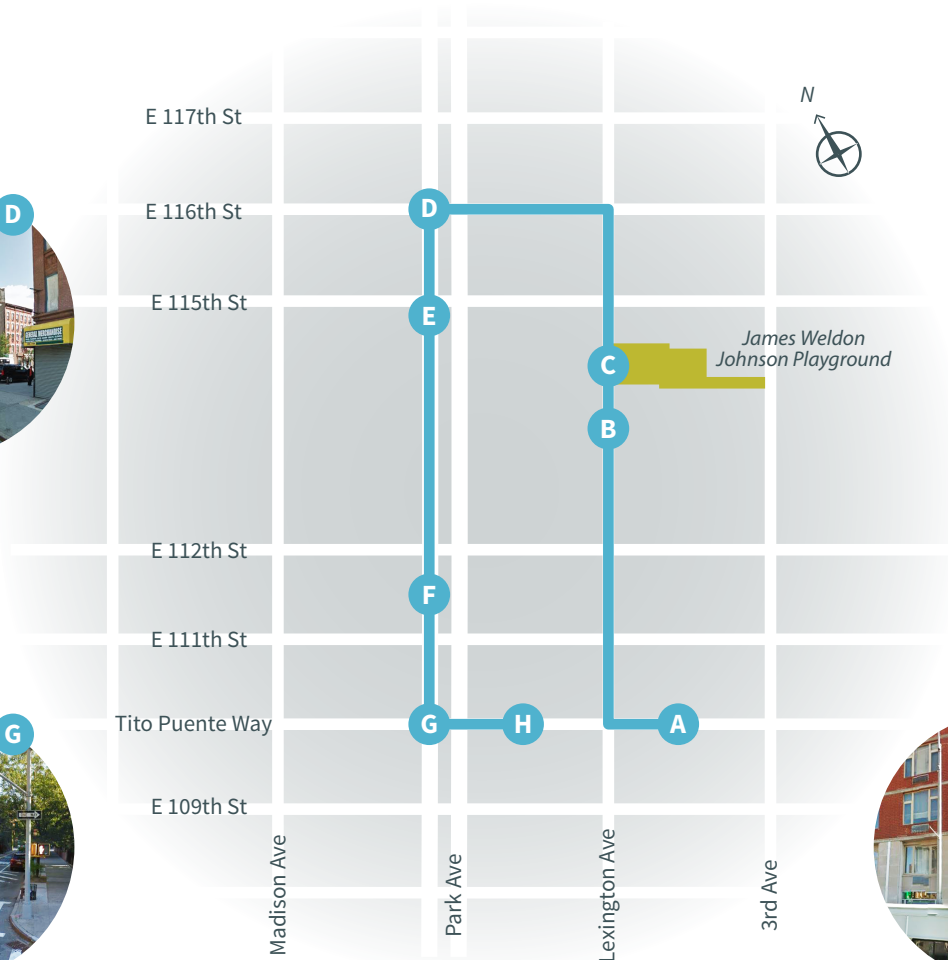 N
E 117th St
D
E 116th St
D
E 115th St
E
James Weldon
Johnson Playground
C
B
E 112th St
F
E 111th St
G
Tito Puente Way
G
H
A
E 109th St
Madison Ave
Park Ave
Lexington Ave
3rd Ave